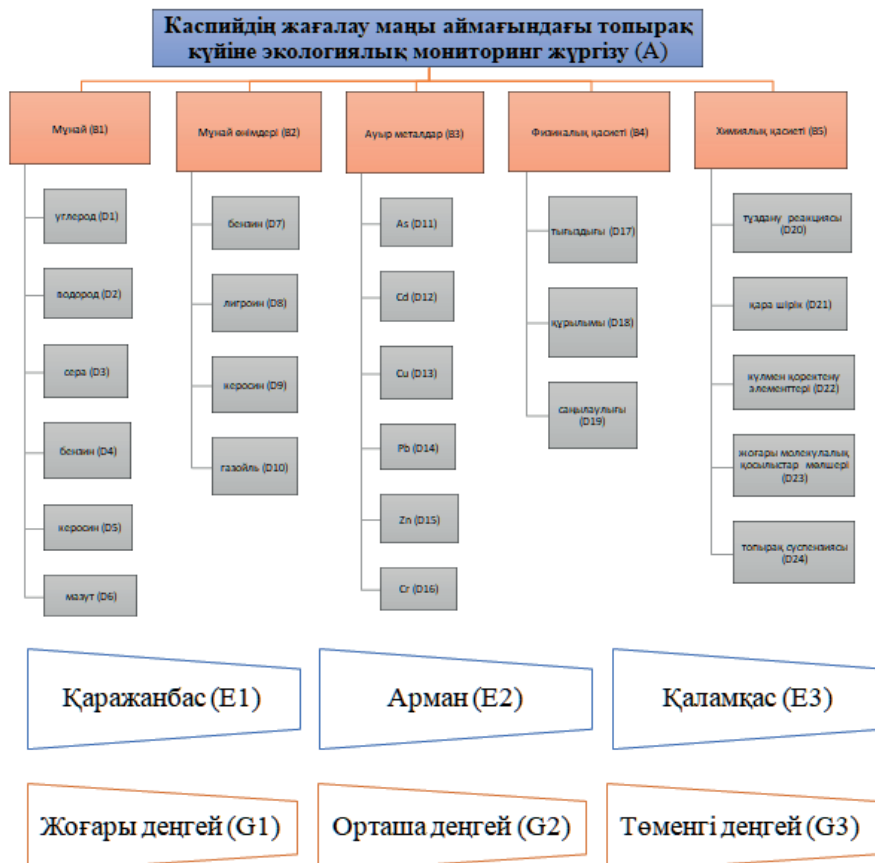 Каспийдің жағалау маңы аймағындағы топырақ
күйіне экологиялық мониторинг жүргізу (А)
Мұнай (B1)
Мұнай өнімдері (B2)
Ауыр металдар (B3)
Физикалық қасиеті (B4)
Химиялық қасиеті (B5)
углерод (D1)
водород (D2)
сера (D3)
бензин (D4)
керосин (D5)
мазут (D6)
бензин (D7)
лигроин (D8)
керосин (D9)
газойль (D10)
As (D11)
Cd (D12)
Cu (D13)
Pb (D14)
Zn (D15)
Cr (D16)
тығыздығы (D17)
құрылымы (D18)
саңылаулығы
(D19)
тұздану реакциясы
(D20)
қара шірік (D21)
күлмен қоректену
элементтері (D22)
жоғары молекулалық
қосылыстар мөлшері
(D23)
топырақ суспензиясы
(D24)
Қаражанбас (E1)
Арман (E2)
Қаламқас (E3)
Жоғары деңгей (G1)
Орташа деңгей (G2)
Төменгі деңгей (G3)